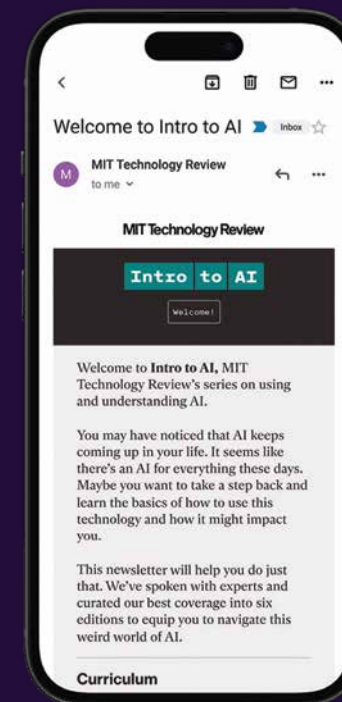 Welcome to Intro to AI Inbox
M MIT Technology Review
to me
MIT Technology Review
Intro to AI
Welcome!
Welcome to Intro to AI, MIT
Technology Review's series on using
and understanding AI.
You may have noticed that AI keeps
coming up in your life. It seems like
there's an AI for everything these days.
Maybe you want to take a step back and
learn the basics of how to use this
technology and how it might impact
you.
This newsletter will help you do just
that. We've spoken with experts and
curated our best coverage into six
editions to equip you to navigate this
weird world of AI.
Curriculum